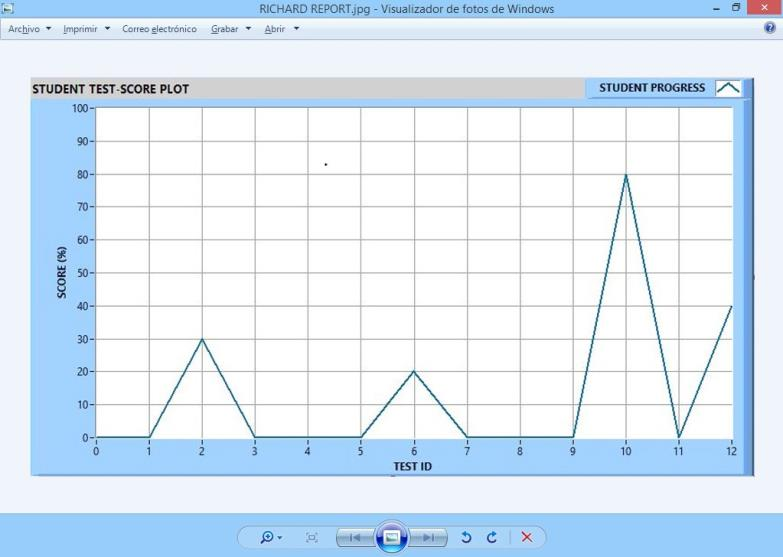 RICHARD REPORT.jpg - Visualizador de fotos de Windows
Archivo Imprimir Correo electrónico Grabar Abrir
STUDENT TEST-SCORE PLOT
STUDENT PROGRESS
100
90
80
70
60
50
40
30
20
10
0
SCORE (%)
0 1 2 3 4 5 6 7 8 9 10 11 12
TEST ID